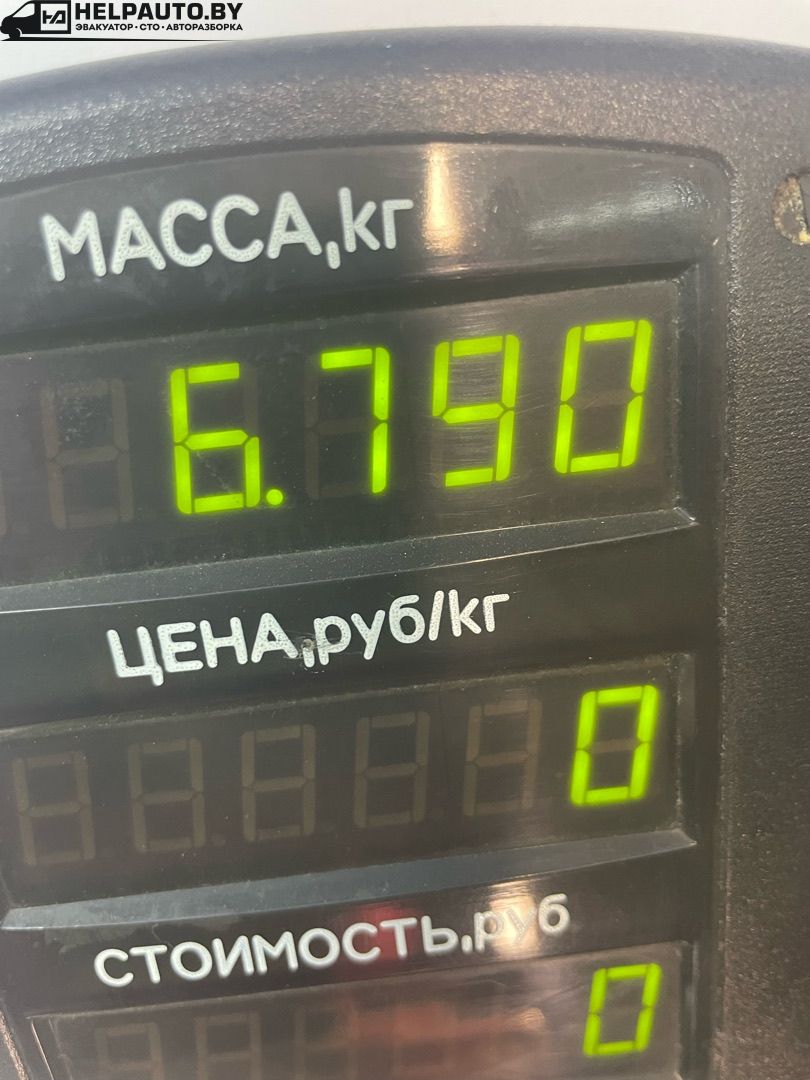 HELPAUTO.BY
ЭВАКУАТОР • СТО • АВТОРАЗБОРКА
МАССА,кг
6.790
ЦЕНА,руб/кг
0
СТОИМОСТЬ,руб
0